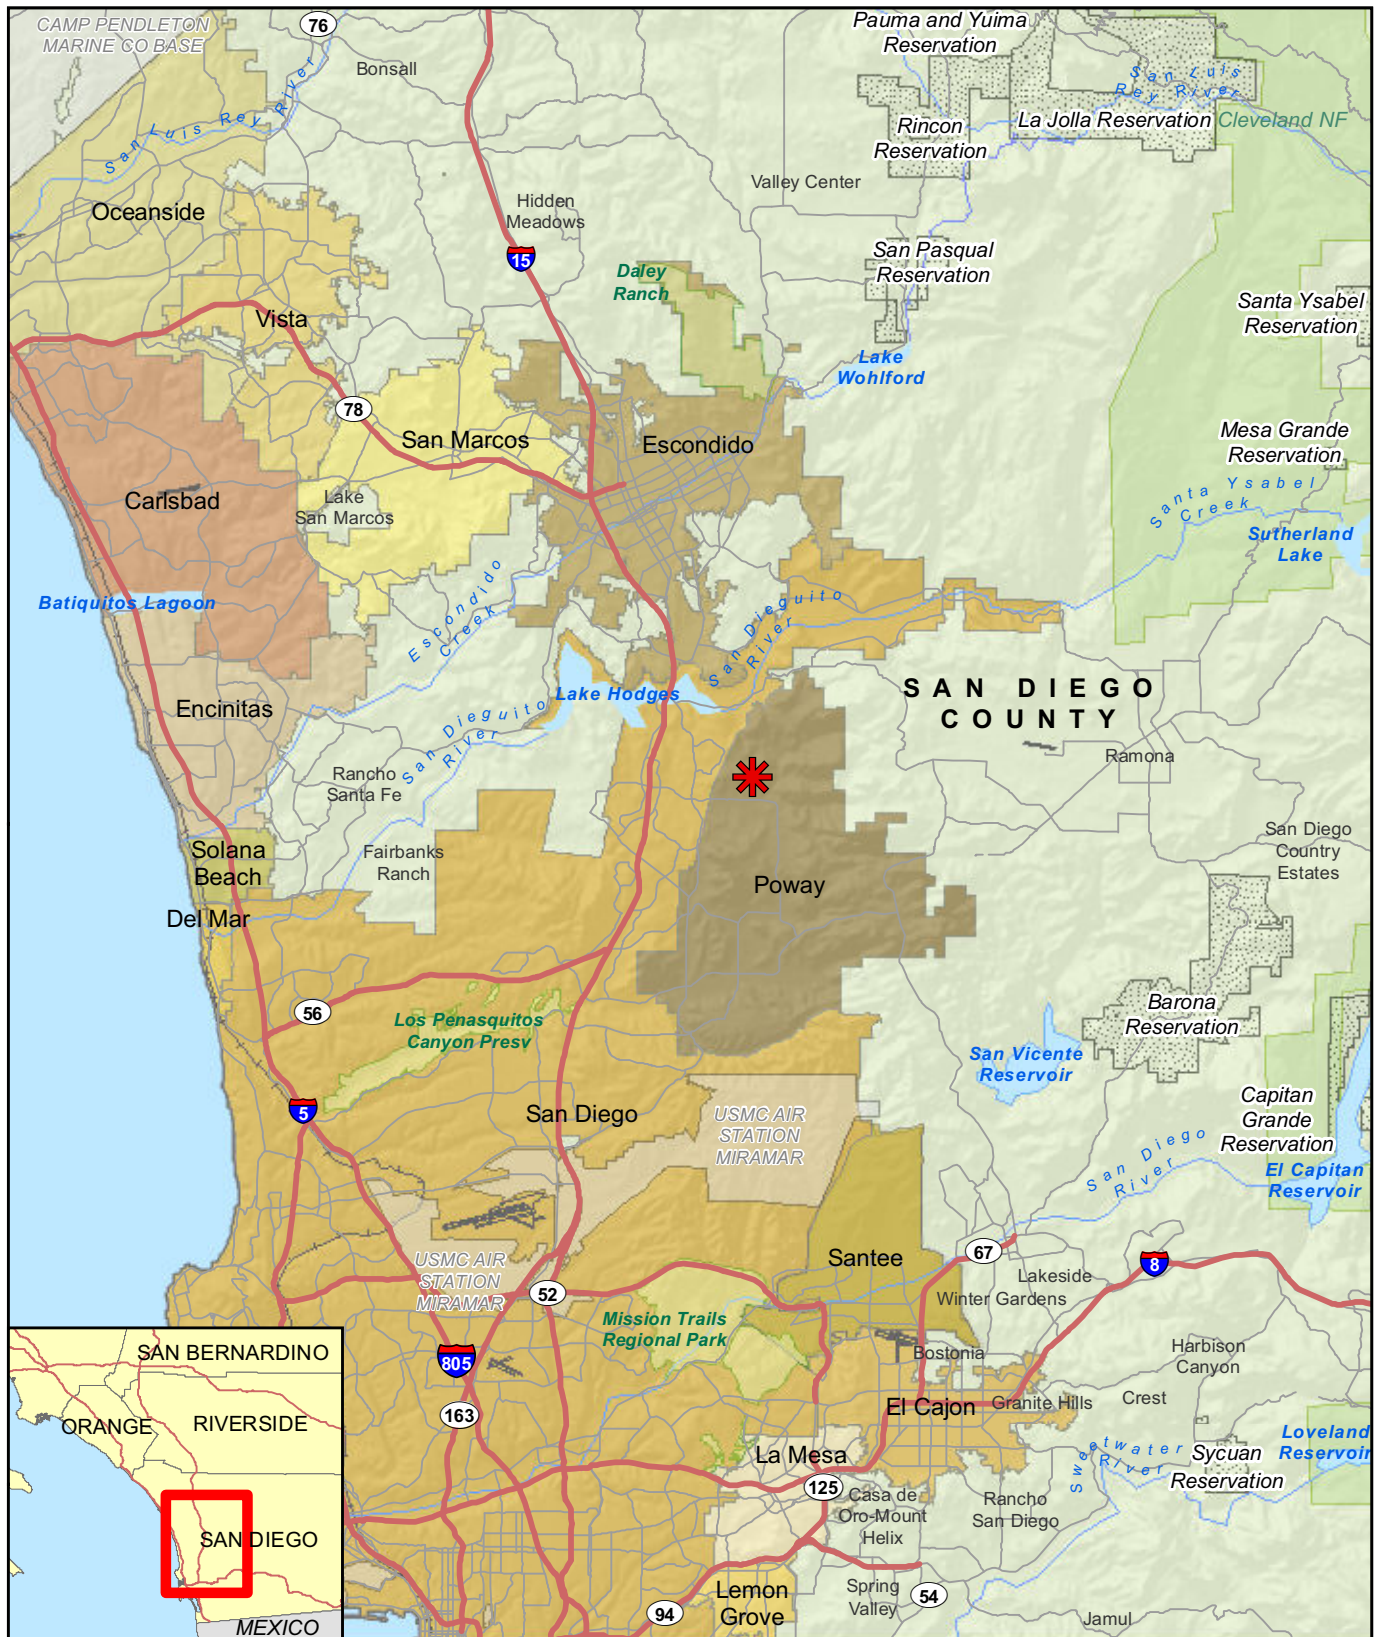 CAMP PENDLETON
MARINE CO BASE
76
Bonsall
Pauma and Yuima
Reservation
San Luis
Rey River
San Luis Rey River
Rincon
Reservation
La Jolla Reservation
Cleveland NF
Valley Center
Oceanside
Hidden
Meadows
15
San Pasqual
Reservation
Daley
Ranch
Santa Ysabel
Reservation
Vista
Lake
Wohlford
78
San Marcos
Escondido
Mesa Grande
Reservation
Carlsbad
Lake
San Marcos
Santa Ysabel
Creek
Sutherland
Lake
Batiquitos Lagoon
Escondido
Creek
San Dieguito
River
Lake Hodges
SAN DIEGO
COUNTY
Encinitas
San Dieguito
River
Ramona
Rancho
Santa Fe
Solana
Beach
Fairbanks
Ranch
San Diego
Country
Estates
Poway
Del Mar
56
Los Penasquitos
Canyon Presv
Barona
Reservation
San Vicente
Reservoir
5
San Diego
USMC AIR
STATION
MIRAMAR
Capitan
Grande
Reservation
San Diego
River
El Capitan
Reservoir
USMC AIR
STATION
MIRAMAR
Santee
67
8
Lakeside
Winter Gardens
52
Mission Trails
Regional Park
805
Bostonia
Harbison
Canyon
163
El Cajon
Granite Hills
Crest
La Mesa
Sweetwater
River
Sycuan
Reservation
Loveland
Reservoir
125
Casa de
Oro-Mount
Helix
Rancho
San Diego
Lemon
Grove
Spring
Valley
54
94
Jamul
SAN BERNARDINO
ORANGE
RIVERSIDE
SAN DIEGO
MEXICO